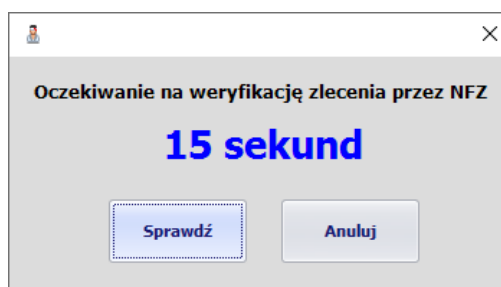 Oczekiwanie na weryfikację zlecenia przez NFZ
15 sekund
Sprawdź Anuluj